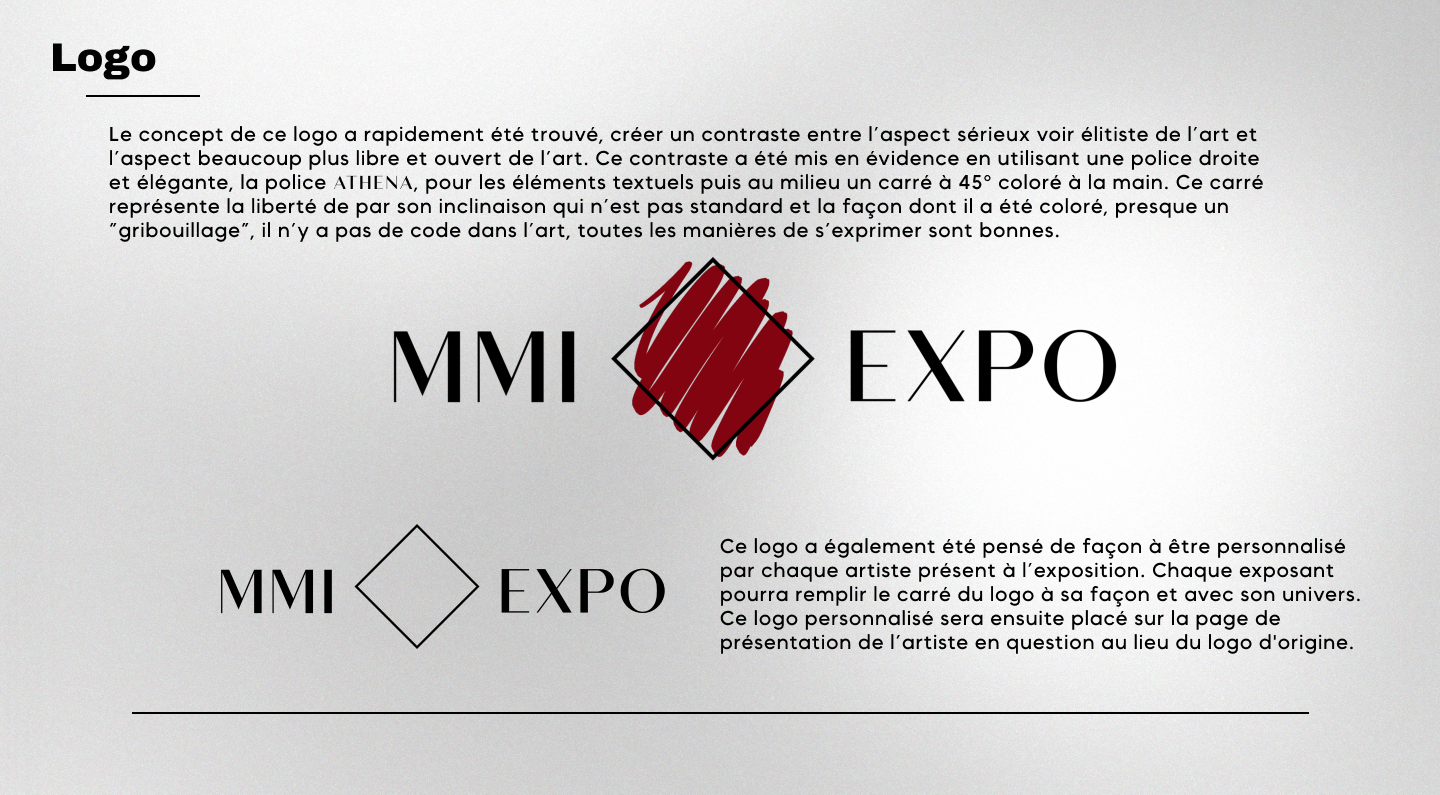 Logo
Le concept de ce logo a rapidement été trouvé, créer un contraste entre l’aspect sérieux voir élitiste de l’art et
l’aspect beaucoup plus libre et ouvert de l’art. Ce contraste a été mis en évidence en utilisant une police droite
et élégante, la police ATHENA, pour les éléments textuels puis au milieu un carré à 45° coloré à la main. Ce carré
représente la liberté de par son inclinaison qui n’est pas standard et la façon dont il a été coloré, presque un
”gribouillage”, il n’y a pas de code dans l’art, toutes les manières de s’exprimer sont bonnes.
MMI EXPO
MMI EXPO
Ce logo a également été pensé de façon à être personnalisé
par chaque artiste présent à l’exposition. Chaque exposant
pourra remplir le carré du logo à sa façon et avec son univers.
Ce logo personnalisé sera ensuite placé sur la page de
présentation de l’artiste en question au lieu du logo d'origine.